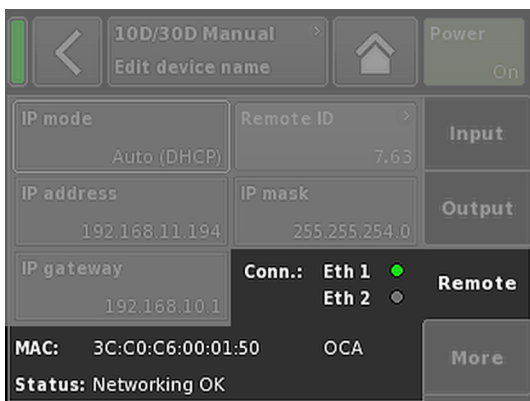 10D/30D Manual >
Edit device name
Power
On
IP mode
Auto (DHCP)
Remote ID >
7.63
Input
IP address
192.168.11.194
IP mask
255.255.254.0
Output
IP gateway
192.168.10.1
Conn.: Eth 1
Eth 2
Remote
MAC: 3C:C0:C6:00:01:50 OCA
Status: Networking OK
More